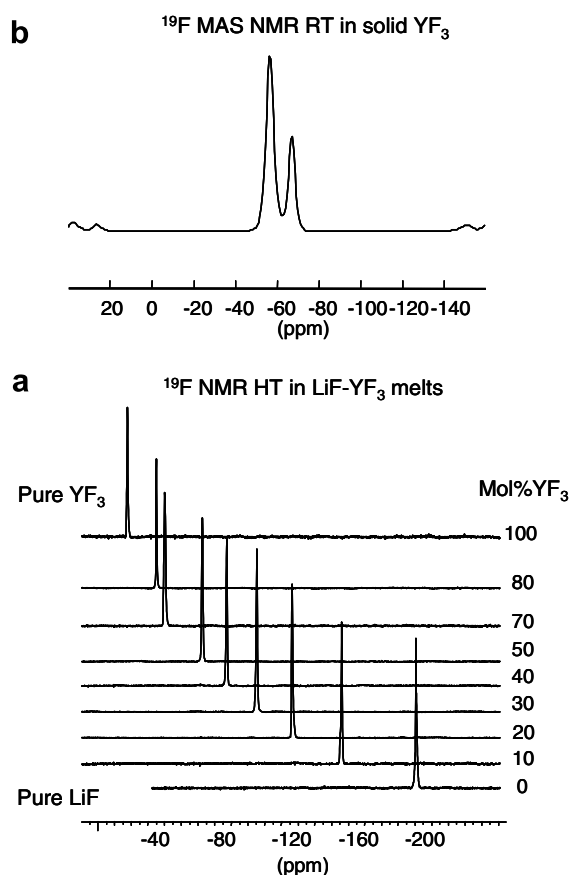 b
¹⁹F MAS NMR RT in solid YF₃
20 0 -20 -40 -60 -80 -100 -120 -140
(ppm)
a
¹⁹F NMR HT in LiF-YF₃ melts
Pure YF₃
Mol%YF₃
100
80
70
50
40
30
20
10
0
Pure LiF
-40 -80 -120 -160 -200
(ppm)